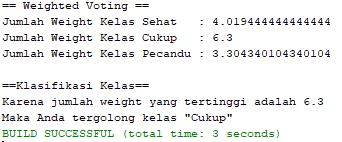 == Weighted Voting ==
Jumlah Weight Kelas Sehat : 4.019444444444444
Jumlah Weight Kelas Cukup : 6.3
Jumlah Weight Kelas Pecandu : 3.304340104340104
==Klasifikasi Kelas==
Karena jumlah weight yang tertinggi adalah 6.3
Maka Anda tergolong kelas "Cukup"
BUILD SUCCESSFUL (total time: 3 seconds)